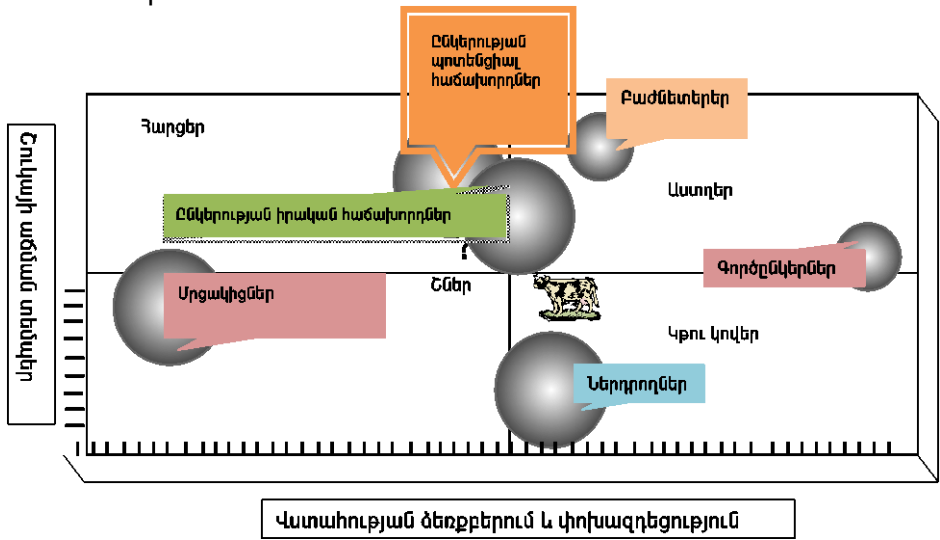 Ընկերության
պոտենցիալ
հաճախորդներ
Բաժնետերեր
Հարցեր
Աստղեր
Ընկերության իրական հաճախորդներ
?
Գործընկերներ
Շներ
Մրցակիցներ
Կթու կովեր
Ներդրողներ
Վստահության ձեռքբերում և փոխազդեցություն